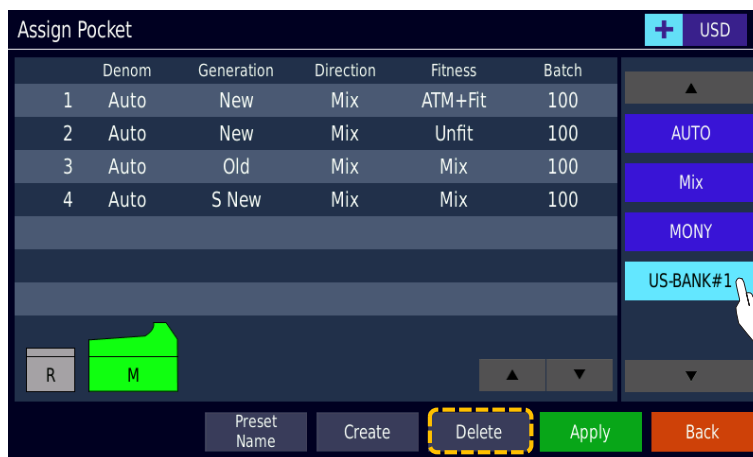 Assign Pocket + USD
Denom Generation Direction Fitness Batch
1 Auto New Mix ATM+Fit 100
2 Auto New Mix Unfit 100
3 Auto Old Mix Mix 100
4 Auto S New Mix Mix 100
▲
AUTO
Mix
MONY
US-BANK#1
▼
R M ▲ ▼
Preset
Name
Create Delete Apply Back